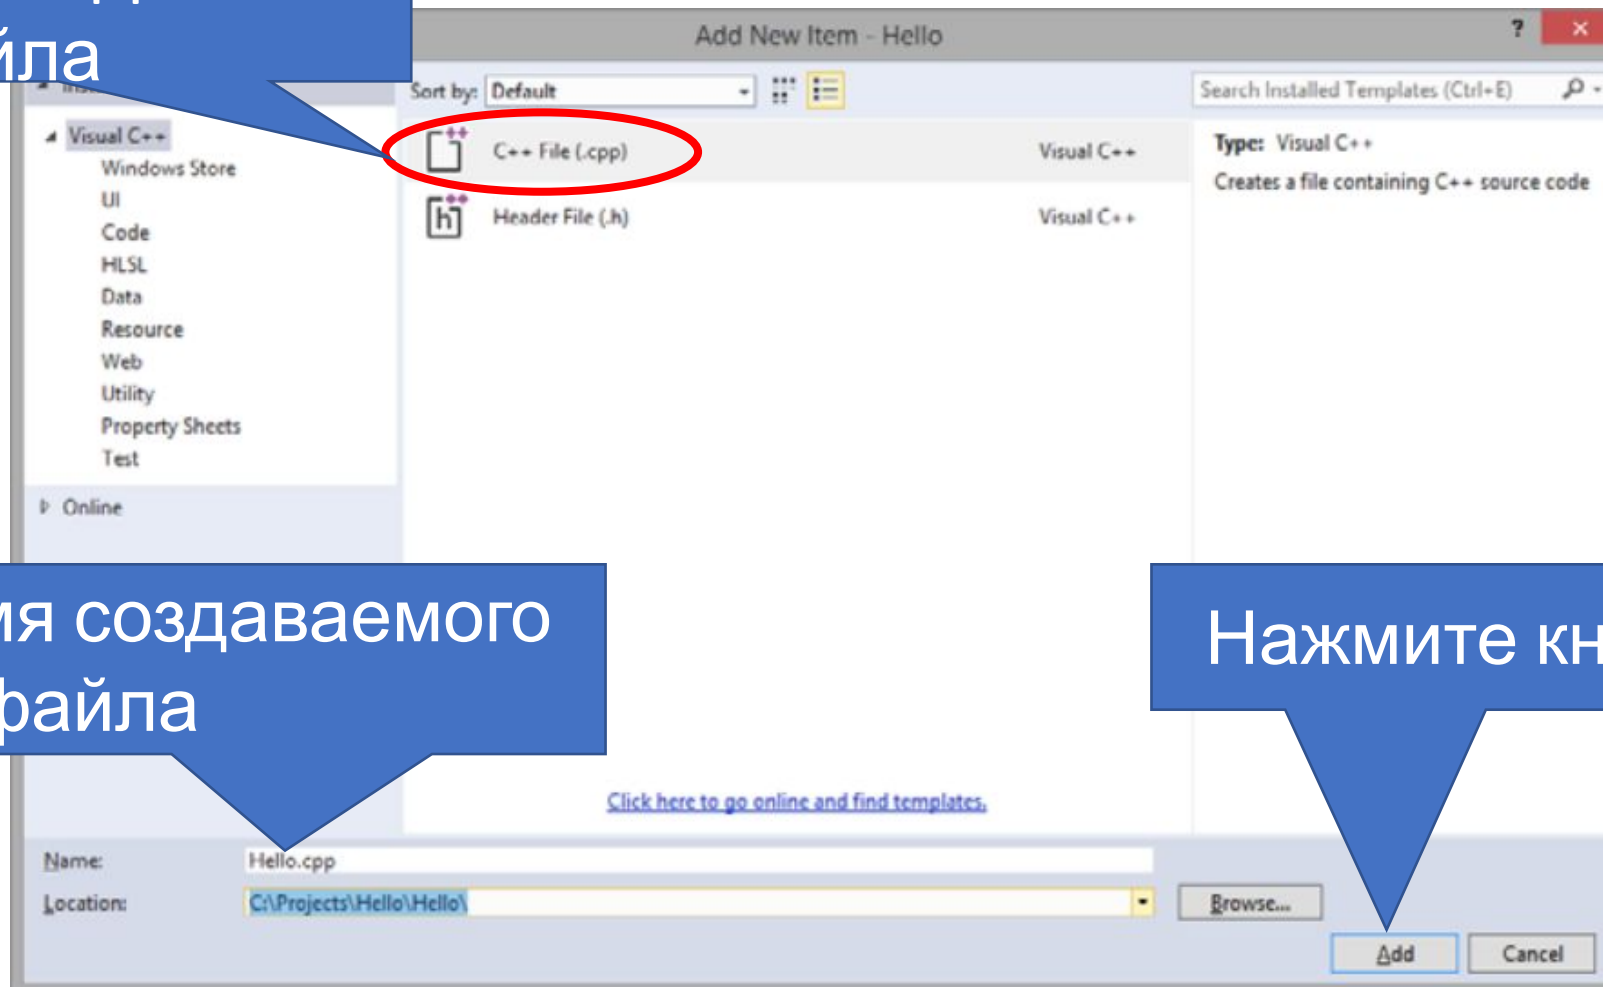 йла
Add New Item - Hello
?
Sort by: Default
Search Installed Templates (Ctrl+E)
Visual C++
Windows Store
UI
Code
HLSL
Data
Resource
Web
Utility
Property Sheets
Test
Online
C++ File (.cpp)
Visual C++
Header File (.h)
Visual C++
Type: Visual C++
Creates a file containing C++ source code
мя создаваемого
файла
Нажмите кн
Click here to go online and find templates.
Name: Hello.cpp
Location: C:\Projects\Hello\Hello\
Browse...
Add
Cancel